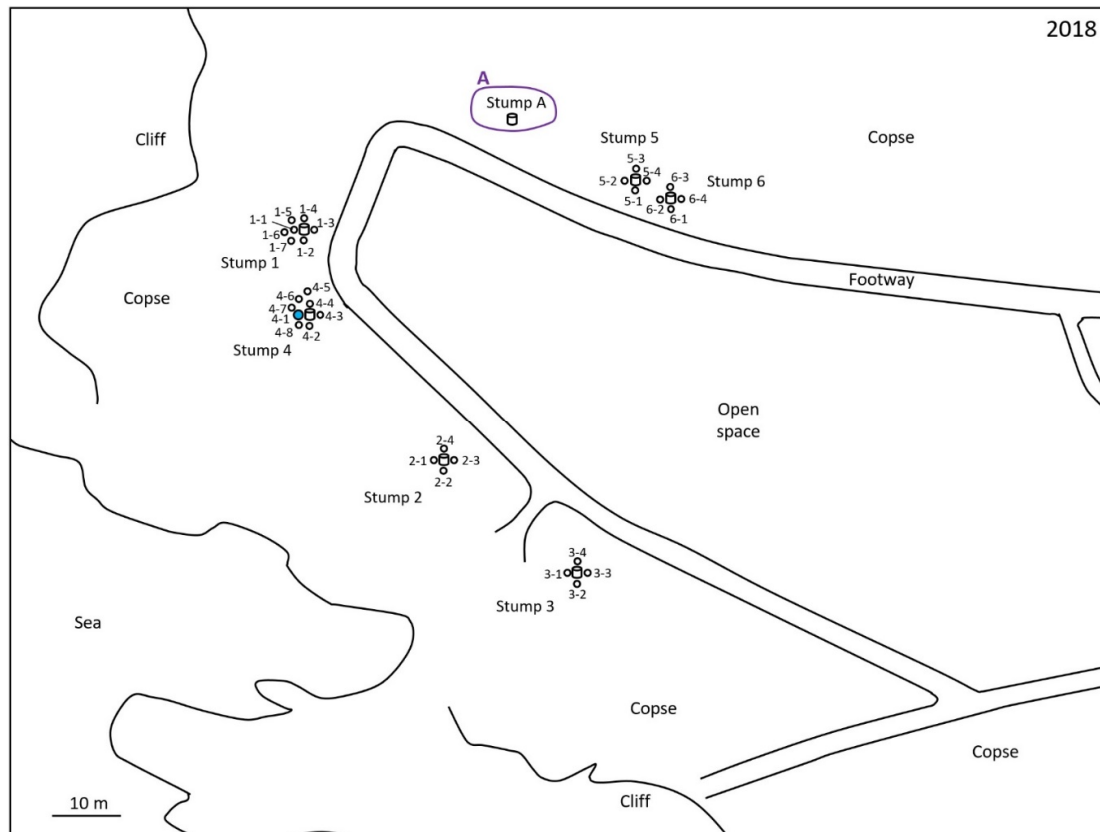 2018
A
Stump A
Cliff
Copse
Stump 5
5-3
5-4
5-2
5-1
Stump 6
6-3
6-4
6-2
6-1
1-4
1-5
1-1
1-3
1-6
1-7
1-2
Stump 1
Footway
Copse
4-5
4-6
4-4
4-7
4-1
4-3
4-8
4-2
Stump 4
Open
space
2-4
2-1
2-3
2-2
Stump 2
3-4
3-1
3-3
3-2
Stump 3
Sea
Copse
Copse
10 m
Cliff